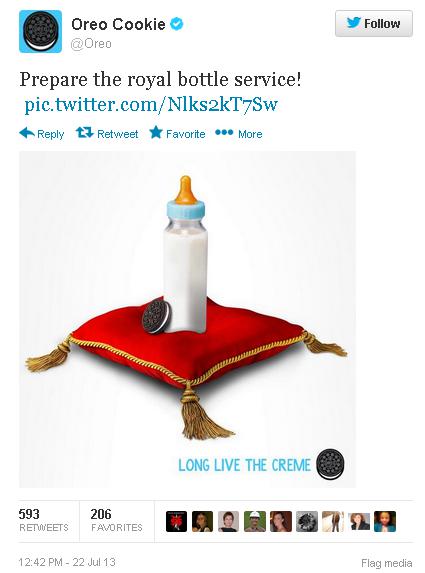 Oreo Cookie
@Oreo
Follow
Prepare the royal bottle service!
pic.twitter.com/Nlks2kT7Sw
Reply Retweet Favorite More
LONG LIVE THE CREME
593 206
RETWEETS FAVORITES
12:42 PM - 22 Jul 13 Flag media